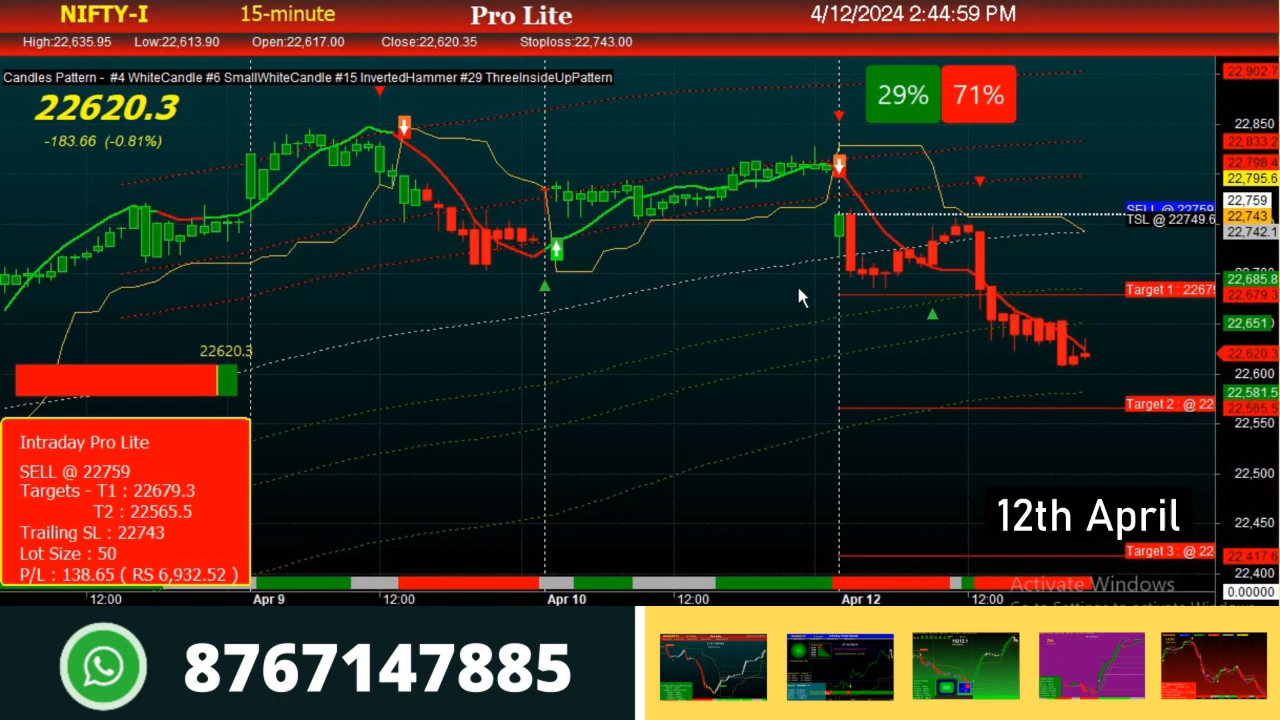 NIFTY-I 15-minute Pro Lite 4/12/2024 2:44:59 PM
High:22,635.95 Low:22,613.90 Open:22,617.00 Close:22,620.35 Stoploss:22,743.00
Candles Pattern - #4 WhiteCandle #6 SmallWhiteCandle #15 InvertedHammer #29 ThreeInsideUpPattern
22620.3
-183.66 (-0.81%)
29% 71%
22,902.7
22,850
22,833.2
22,798.4
22,795.6
22,759
SELL @ 22759
22,743
TSL @ 22749.6
22,742.1
22,685.8
Target 1 : 2267
22,679.3
22,651
22620.3
22,620.3
22,600
22,581.5
Target 2 : @ 22
22,565.5
22,550
22,500
22,450
Target 3 : @ 22
22,417.6
22,400
0.00000
Intraday Pro Lite
SELL @ 22759
Targets - T1 : 22679.3
T2 : 22565.5
Trailing SL : 22743
Lot Size : 50
P/L : 138.65 ( RS 6,932.52 )
12th April
Activate Windows
12:00 Apr 9 12:00 Apr 10 12:00 Apr 12 12:00
8767147885